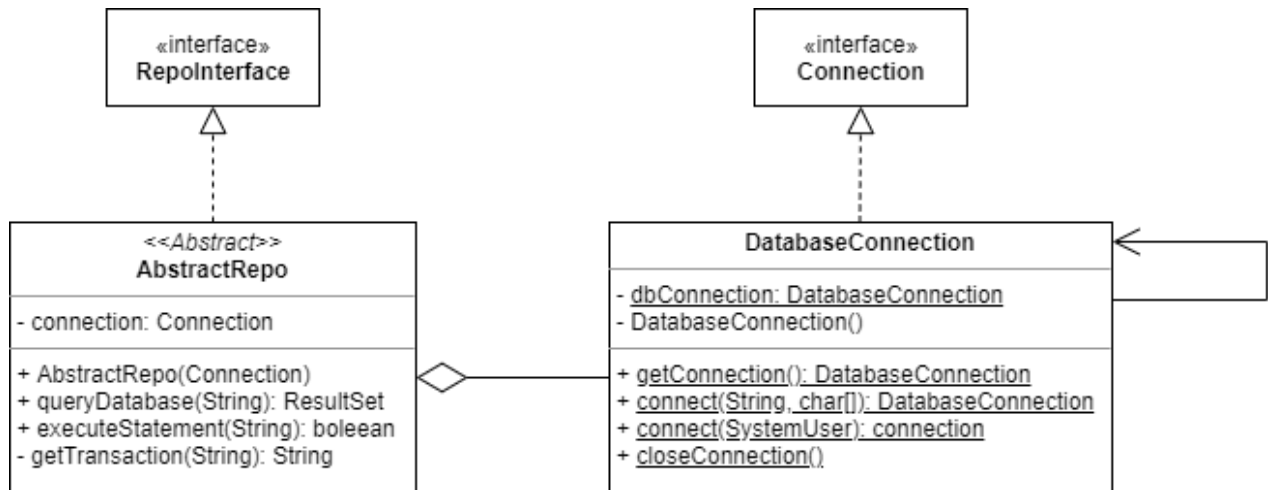 «interface»
RepoInterface
«interface»
Connection
<<Abstract>>
AbstractRepo
- connection: Connection
+ AbstractRepo(Connection)
+ queryDatabase(String): ResultSet
+ executeStatement(String): boleean
- getTransaction(String): String
DatabaseConnection
- dbConnection: DatabaseConnection
- DatabaseConnection()
+ getConnection(): DatabaseConnection
+ connect(String, char[]): DatabaseConnection
+ connect(SystemUser): connection
+ closeConnection()